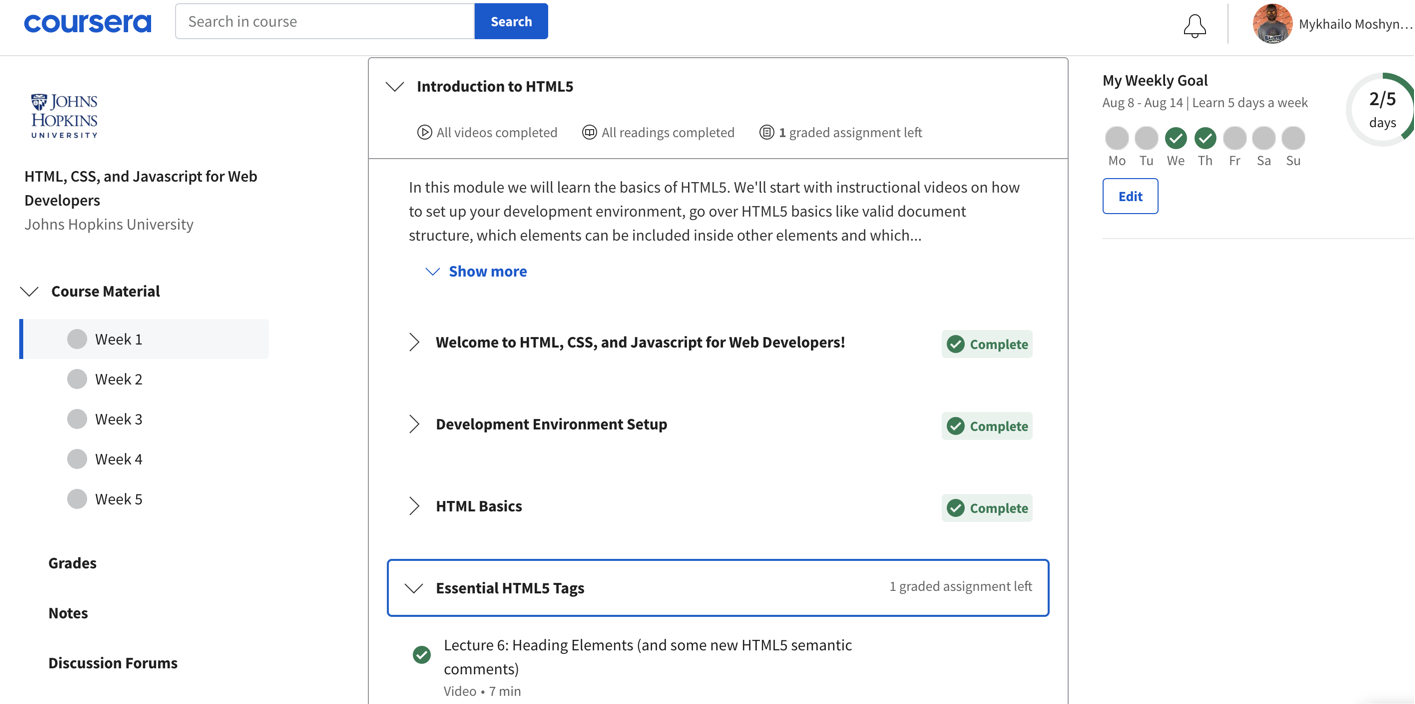 coursera
Search in course
Search
Mykhailo Moshyn...
JOHNS
HOPKINS
UNIVERSITY
HTML, CSS, and Javascript for Web
Developers
Johns Hopkins University
Course Material
Week 1
Week 2
Week 3
Week 4
Week 5
Grades
Notes
Discussion Forums
Introduction to HTML5
All videos completed
All readings completed
1 graded assignment left
In this module we will learn the basics of HTML5. We'll start with instructional videos on how
to set up your development environment, go over HTML5 basics like valid document
structure, which elements can be included inside other elements and which...
Show more
Welcome to HTML, CSS, and Javascript for Web Developers!
Complete
Development Environment Setup
Complete
HTML Basics
Complete
Essential HTML5 Tags
1 graded assignment left
Lecture 6: Heading Elements (and some new HTML5 semantic
comments)
Video • 7 min
My Weekly Goal
Aug 8 - Aug 14 | Learn 5 days a week
2/5
days
Mo Tu We Th Fr Sa Su
Edit